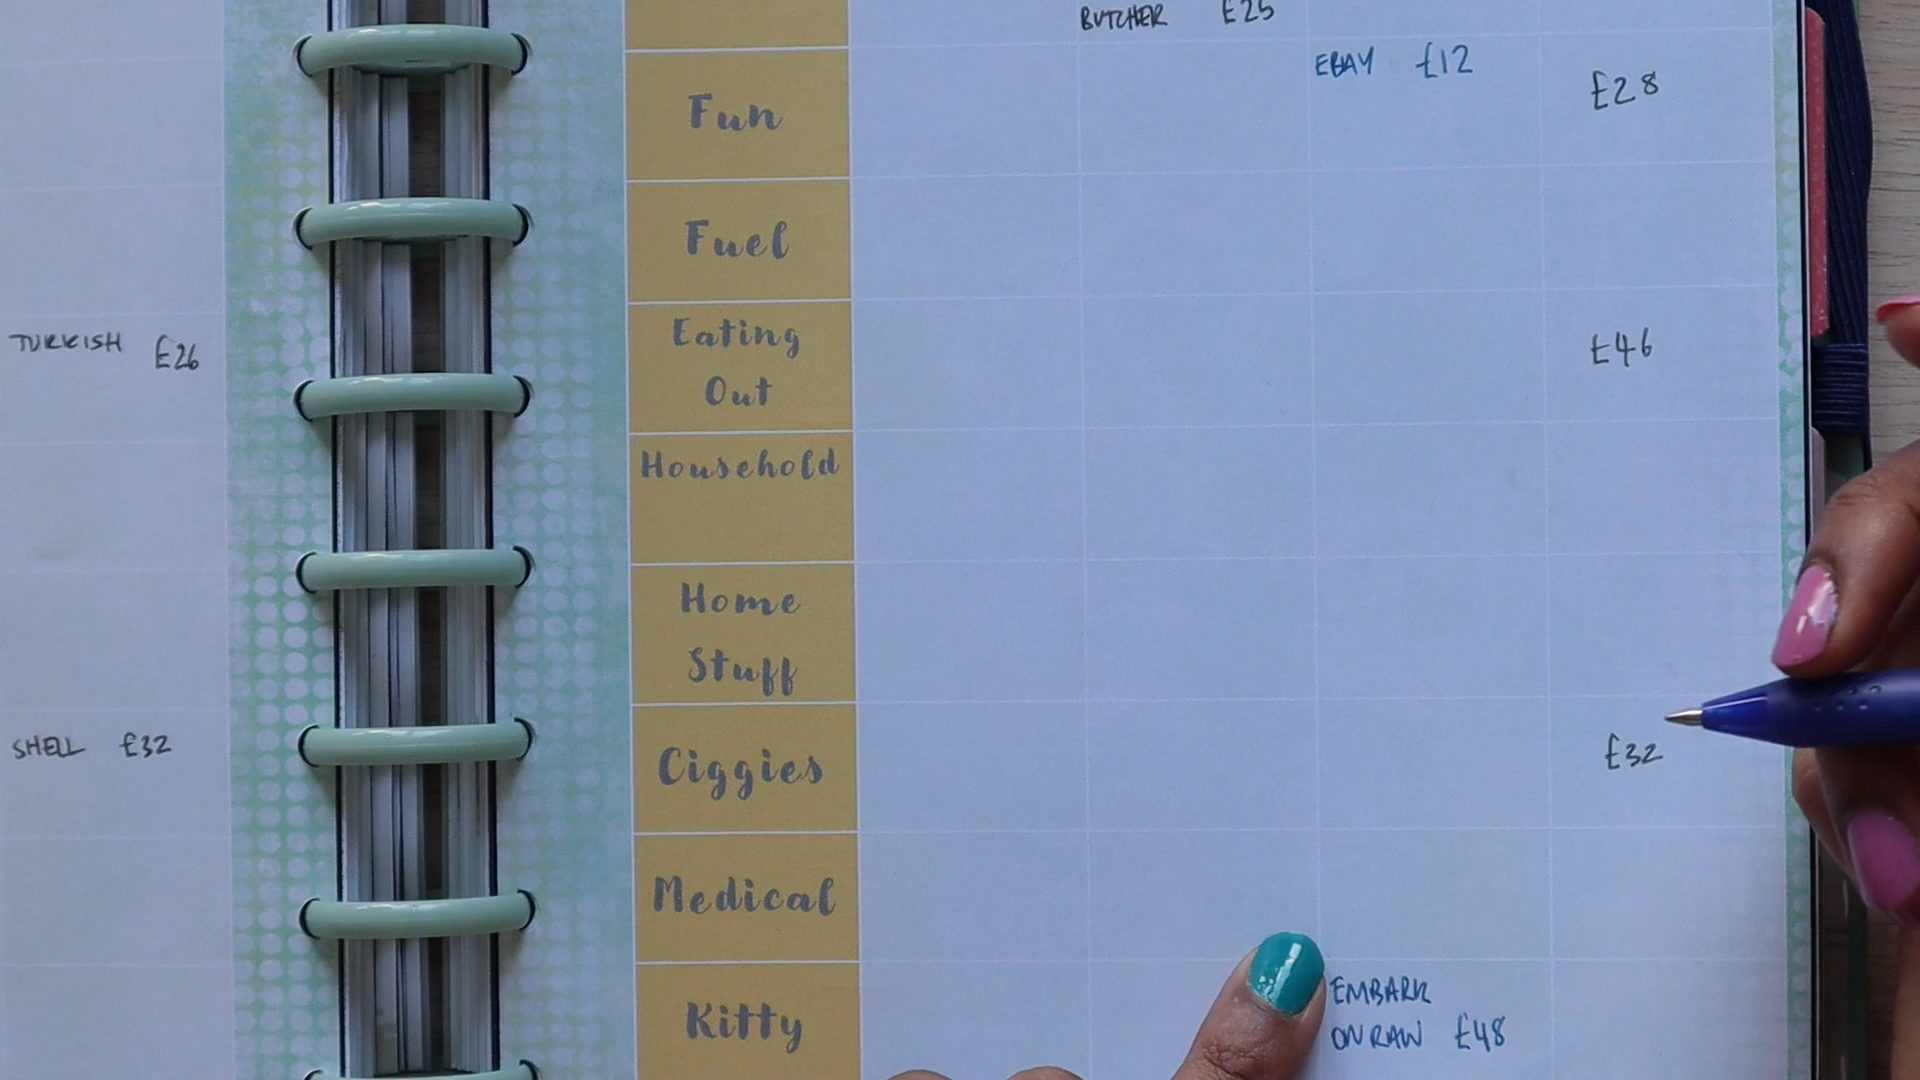 BUTCHER £25
EBAY £12
Fun
£28
Fuel
TURKISH £26
Eating
Out
£46
Household
Home
Stuff
SHELL £32
Ciggies
£32
Medical
Kitty
EMBARK
ON RAW £48